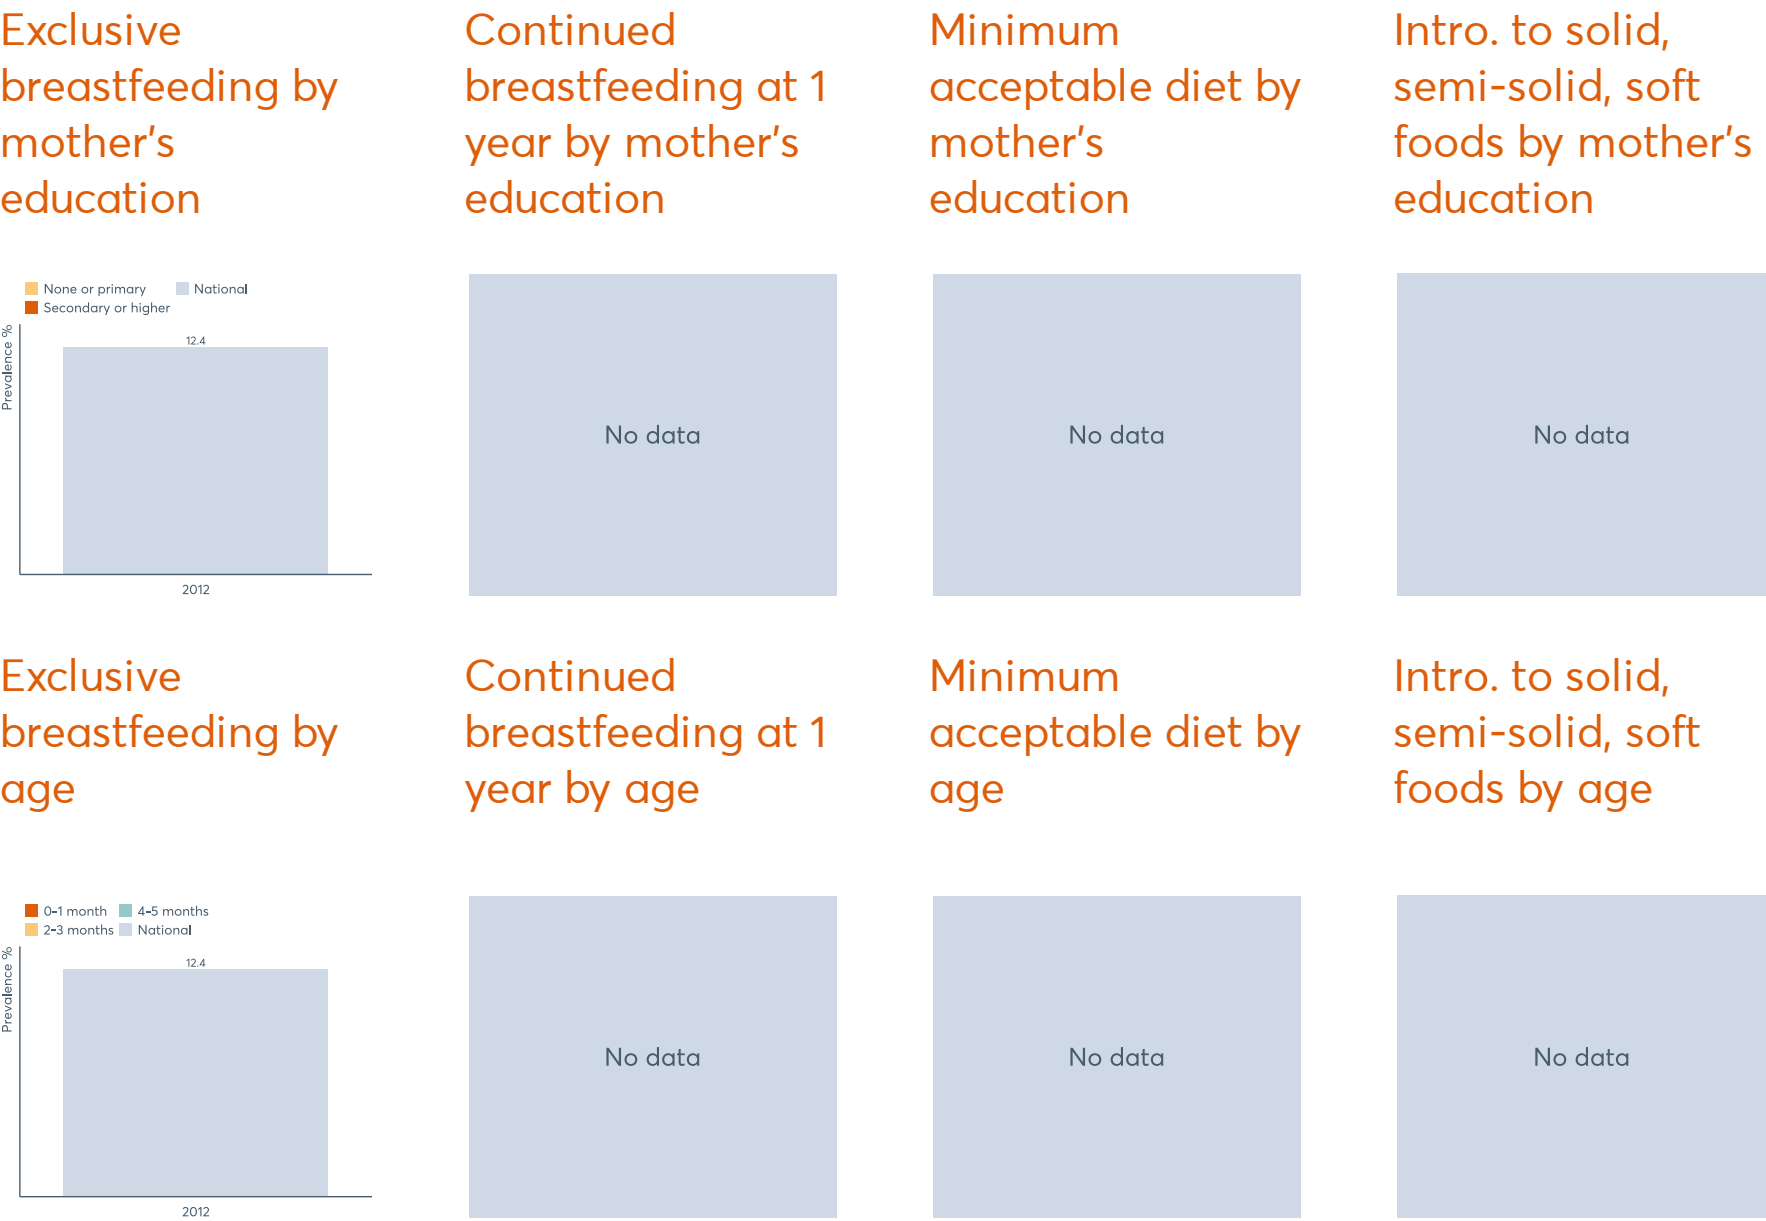 Exclusive
breastfeeding by
mother's
education
Continued
breastfeeding at 1
year by mother's
education
Minimum
acceptable diet by
mother's
education
Intro. to solid,
semi-solid, soft
foods by mother's
education
None or primary
National
Secondary or higher
Prevalence %
12.4
2012
No data
No data
No data
Exclusive
breastfeeding by
age
Continued
breastfeeding at 1
year by age
Minimum
acceptable diet by
age
Intro. to solid,
semi-solid, soft
foods by age
0-1 month
4-5 months
2-3 months
National
Prevalence %
12.4
2012
No data
No data
No data